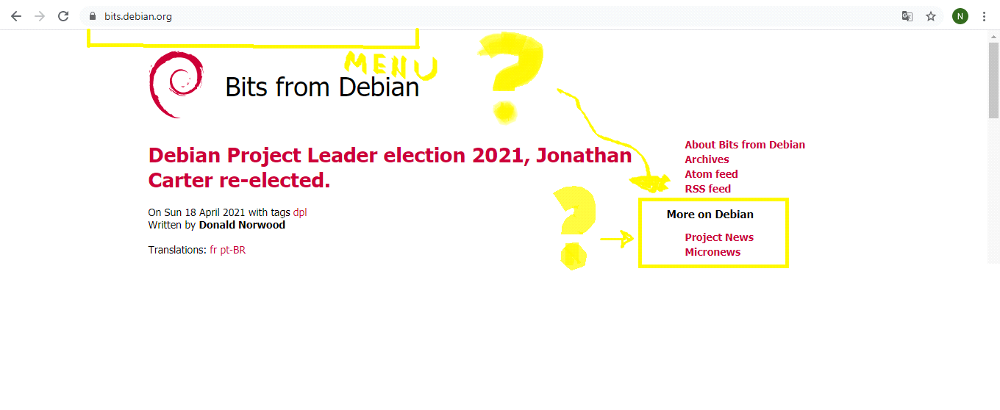 bits.debian.org
N
MENU
?
Bits from Debian
Debian Project Leader election 2021, Jonathan
Carter re-elected.
On Sun 18 April 2021 with tags dpl
Written by Donald Norwood
Translations: fr pt-BR
About Bits from Debian
Archives
Atom feed
RSS feed
?
More on Debian
Project News
Micronews